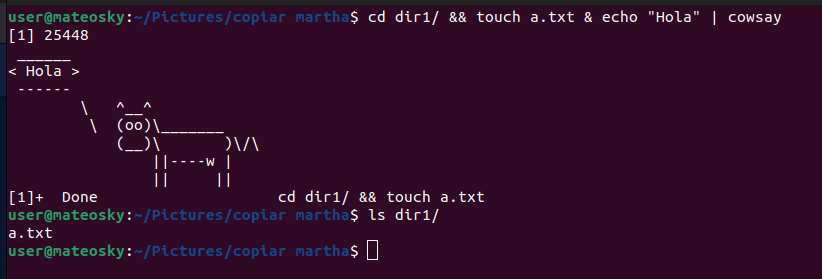 user@mateosky:~/Pictures/copiar martha$ cd dir1/ && touch a.txt & echo "Hola" | cowsay
[1] 25448
 ______
< Hola >
 ------
        \   ^__^
         \  (oo)\_______
            (__)\       )\/\
                ||----w |
                ||     ||
[1]+  Done                    cd dir1/ && touch a.txt
user@mateosky:~/Pictures/copiar martha$ ls dir1/
a.txt
user@mateosky:~/Pictures/copiar martha$